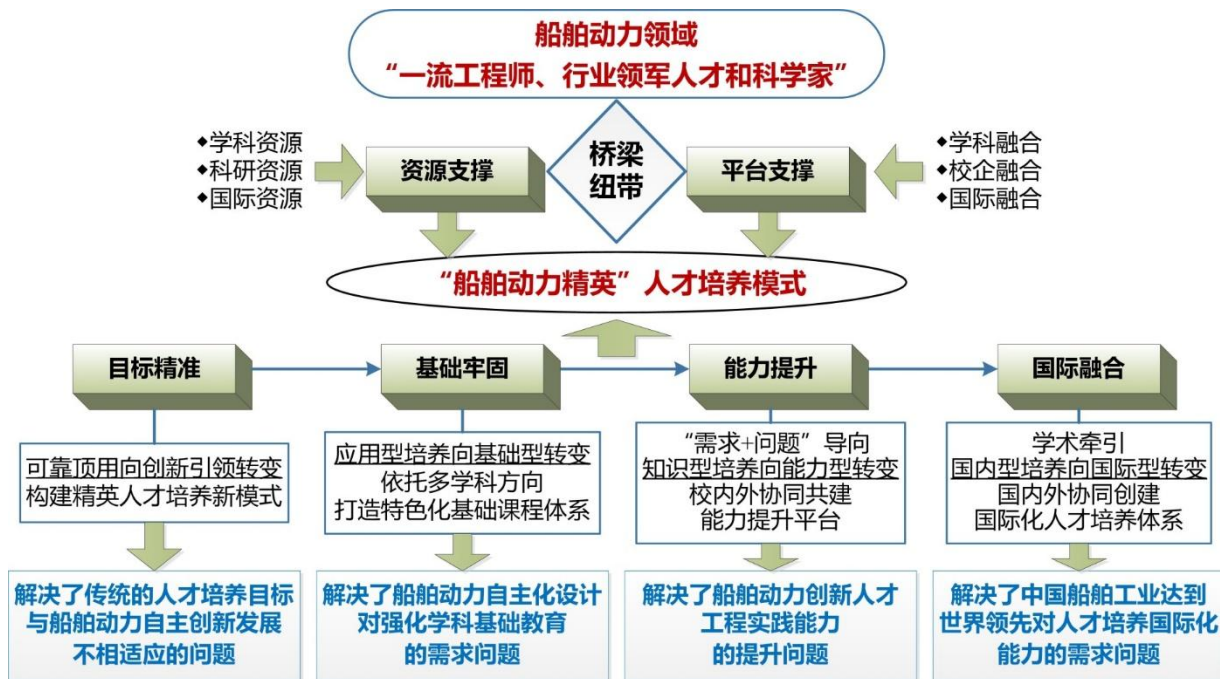 船舶动力领域
“一流工程师、行业领军人才和科学家”
◆学科资源
◆科研资源
◆国际资源
资源支撑
桥梁
纽带
平台支撑
◆学科融合
◆校企融合
◆国际融合
“船舶动力精英”人才培养模式
目标精准
基础牢固
能力提升
国际融合
可靠顶用向创新引领转变
构建精英人才培养新模式
应用型培养向基础型转变
依托多学科方向
打造特色化基础课程体系
“需求+问题”导向
知识型培养向能力型转变
校内外协同共建
能力提升平台
学术牵引
国内型培养向国际型转变
国内外协同创建
国际化人才培养体系
解决了传统的人才培养目标
与船舶动力自主创新发展
不相适应的问题
解决了船舶动力自主化设计
对强化学科基础教育
的需求问题
解决了船舶动力创新人才
工程实践能力
的提升问题
解决了中国船舶工业达到
世界领先对人才培养国际化
能力的需求问题